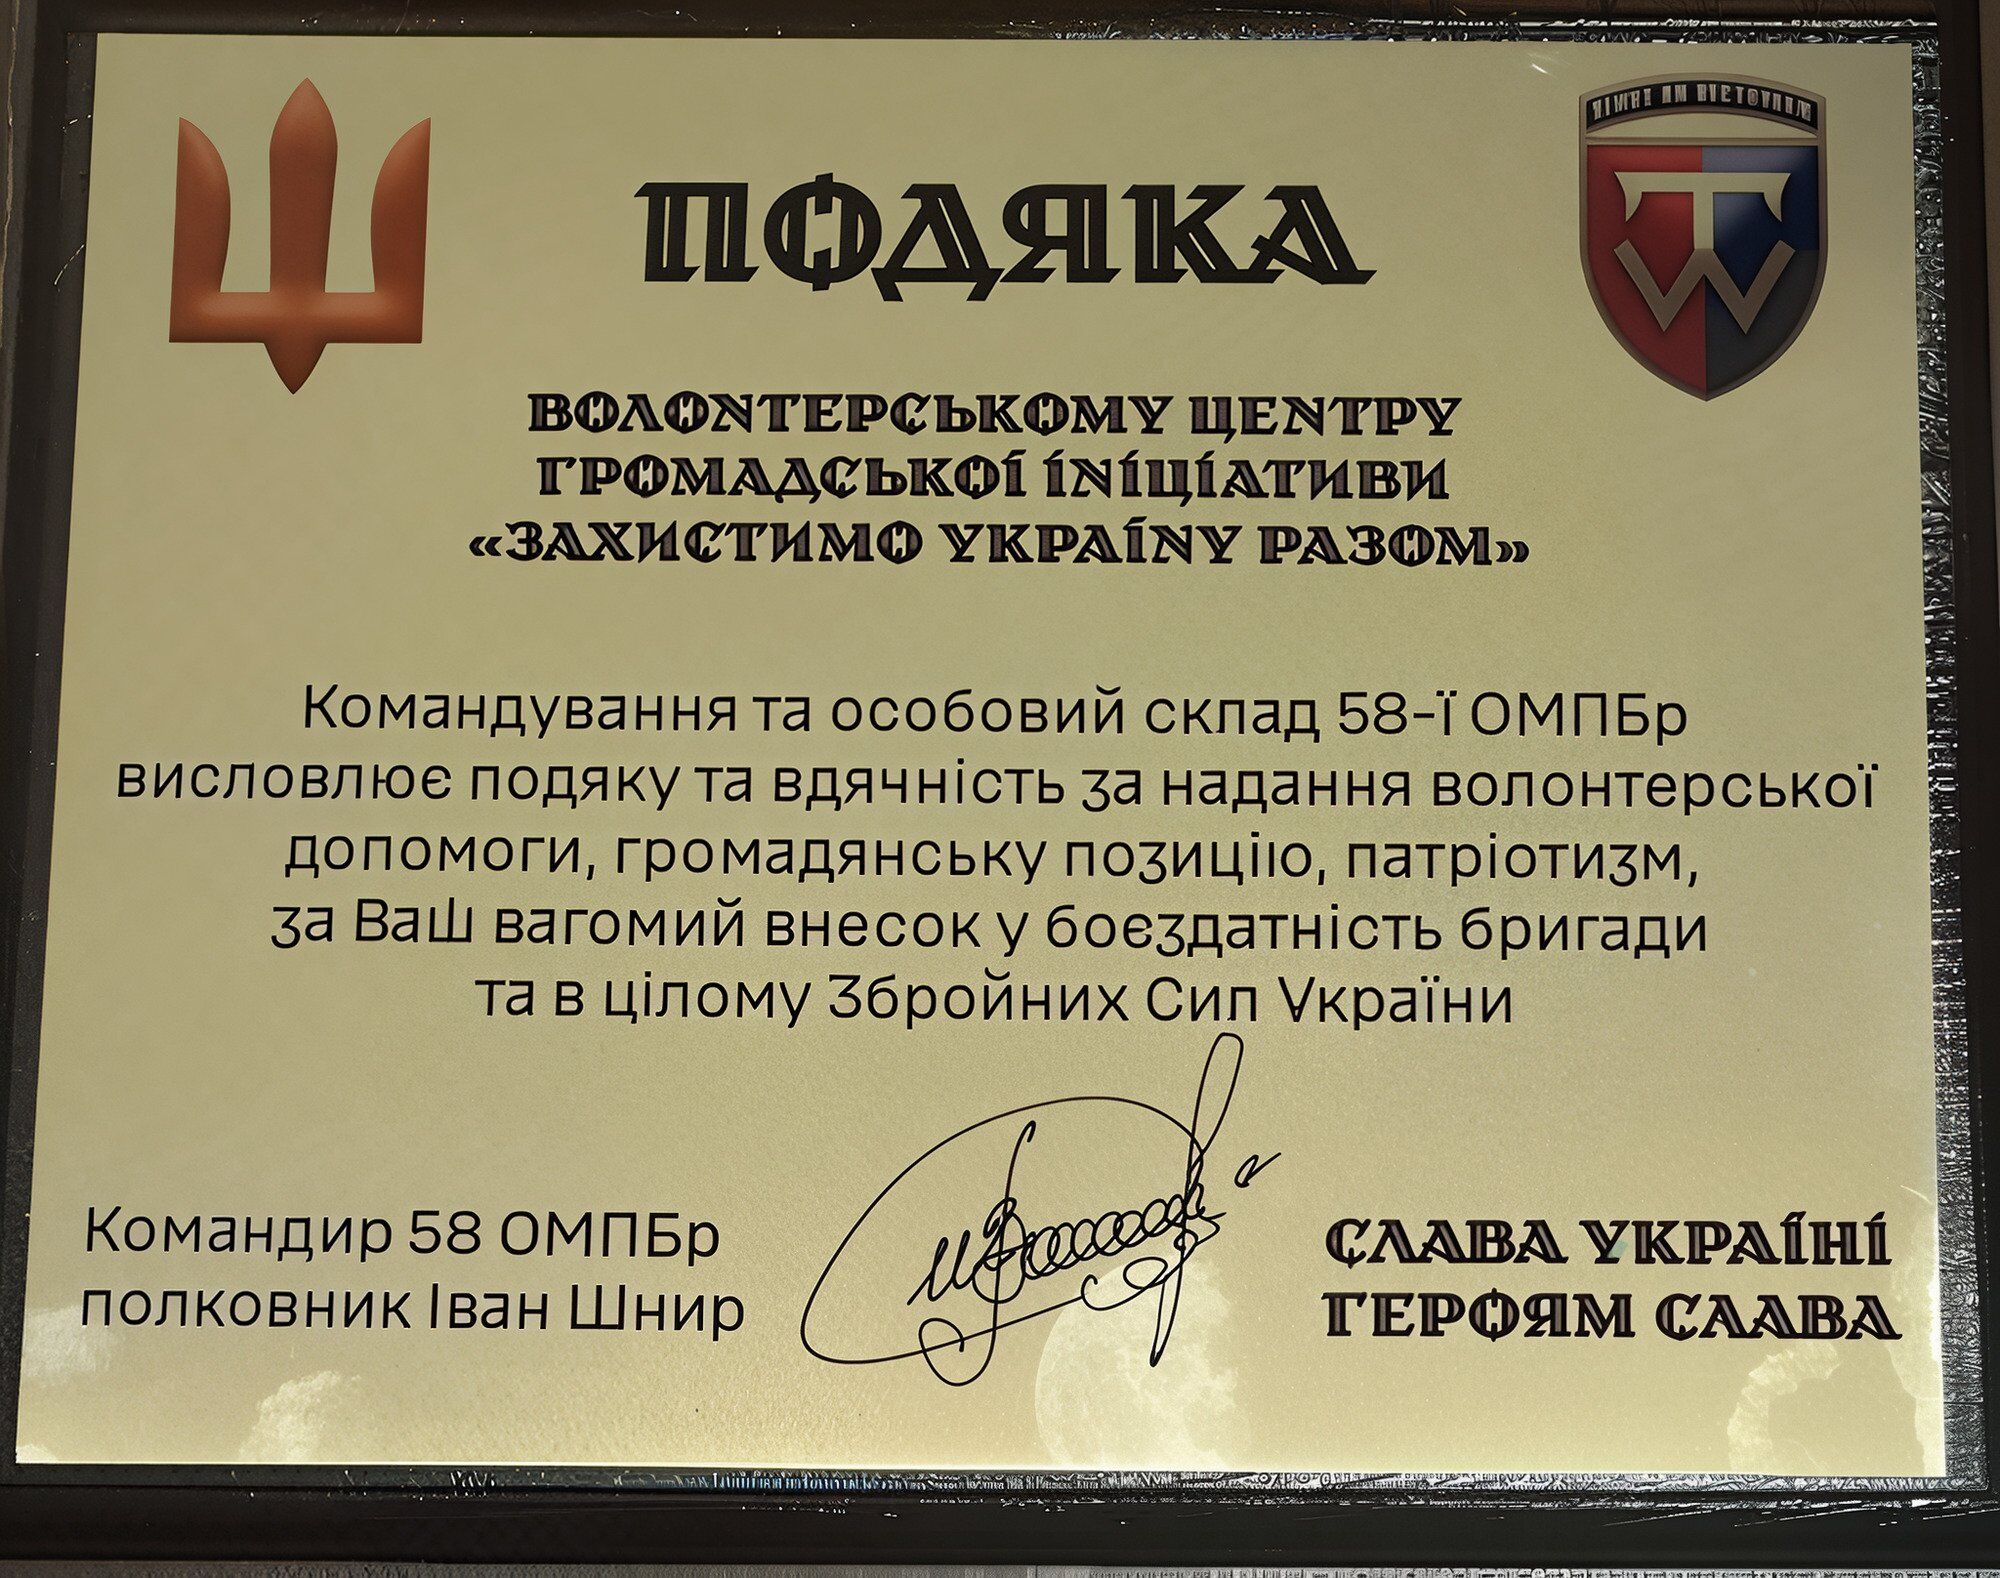 ПОДЯКА
ВОЛОНТЕРСЬКОМУ ЦЕНТРУ
ГРОМАДСЬКОЇ ІНІЦІАТИВИ
«ЗАХИСТИМО УКРАЇНУ РАЗОМ»
Командування та особовий склад 58-ї ОМПБр
висловлює подяку та вдячність за надання волонтерської
допомоги, громадянську позицію, патріотизм,
за Ваш вагомий внесок у боєздатність бригади
та в цілому Збройних Сил України
Командир 58 ОМПБр
полковник Іван Шнир
СЛАВА УКРАЇНІ
ГЕРОЯМ СЛАВА